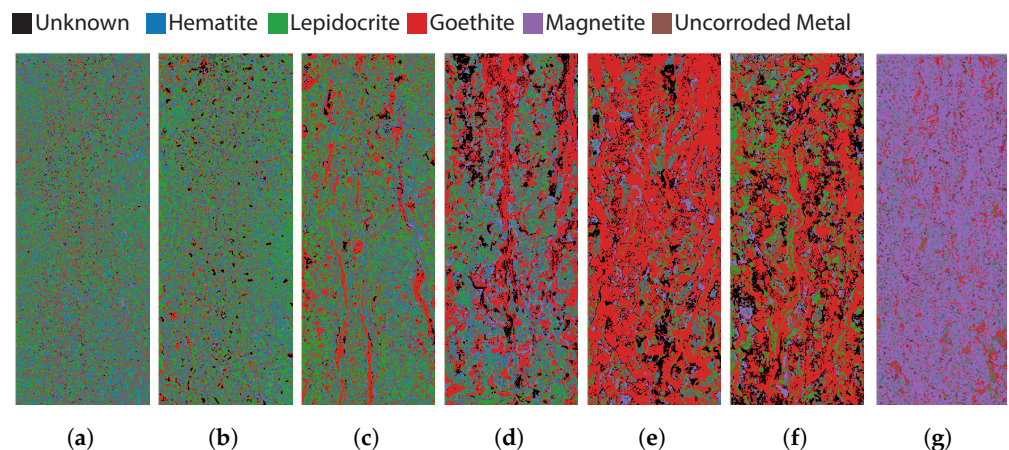 Unknown Hematite Lepidocrite Goethite Magnetite Uncorroded Metal
(a) (b) (c) (d) (e) (f) (g)